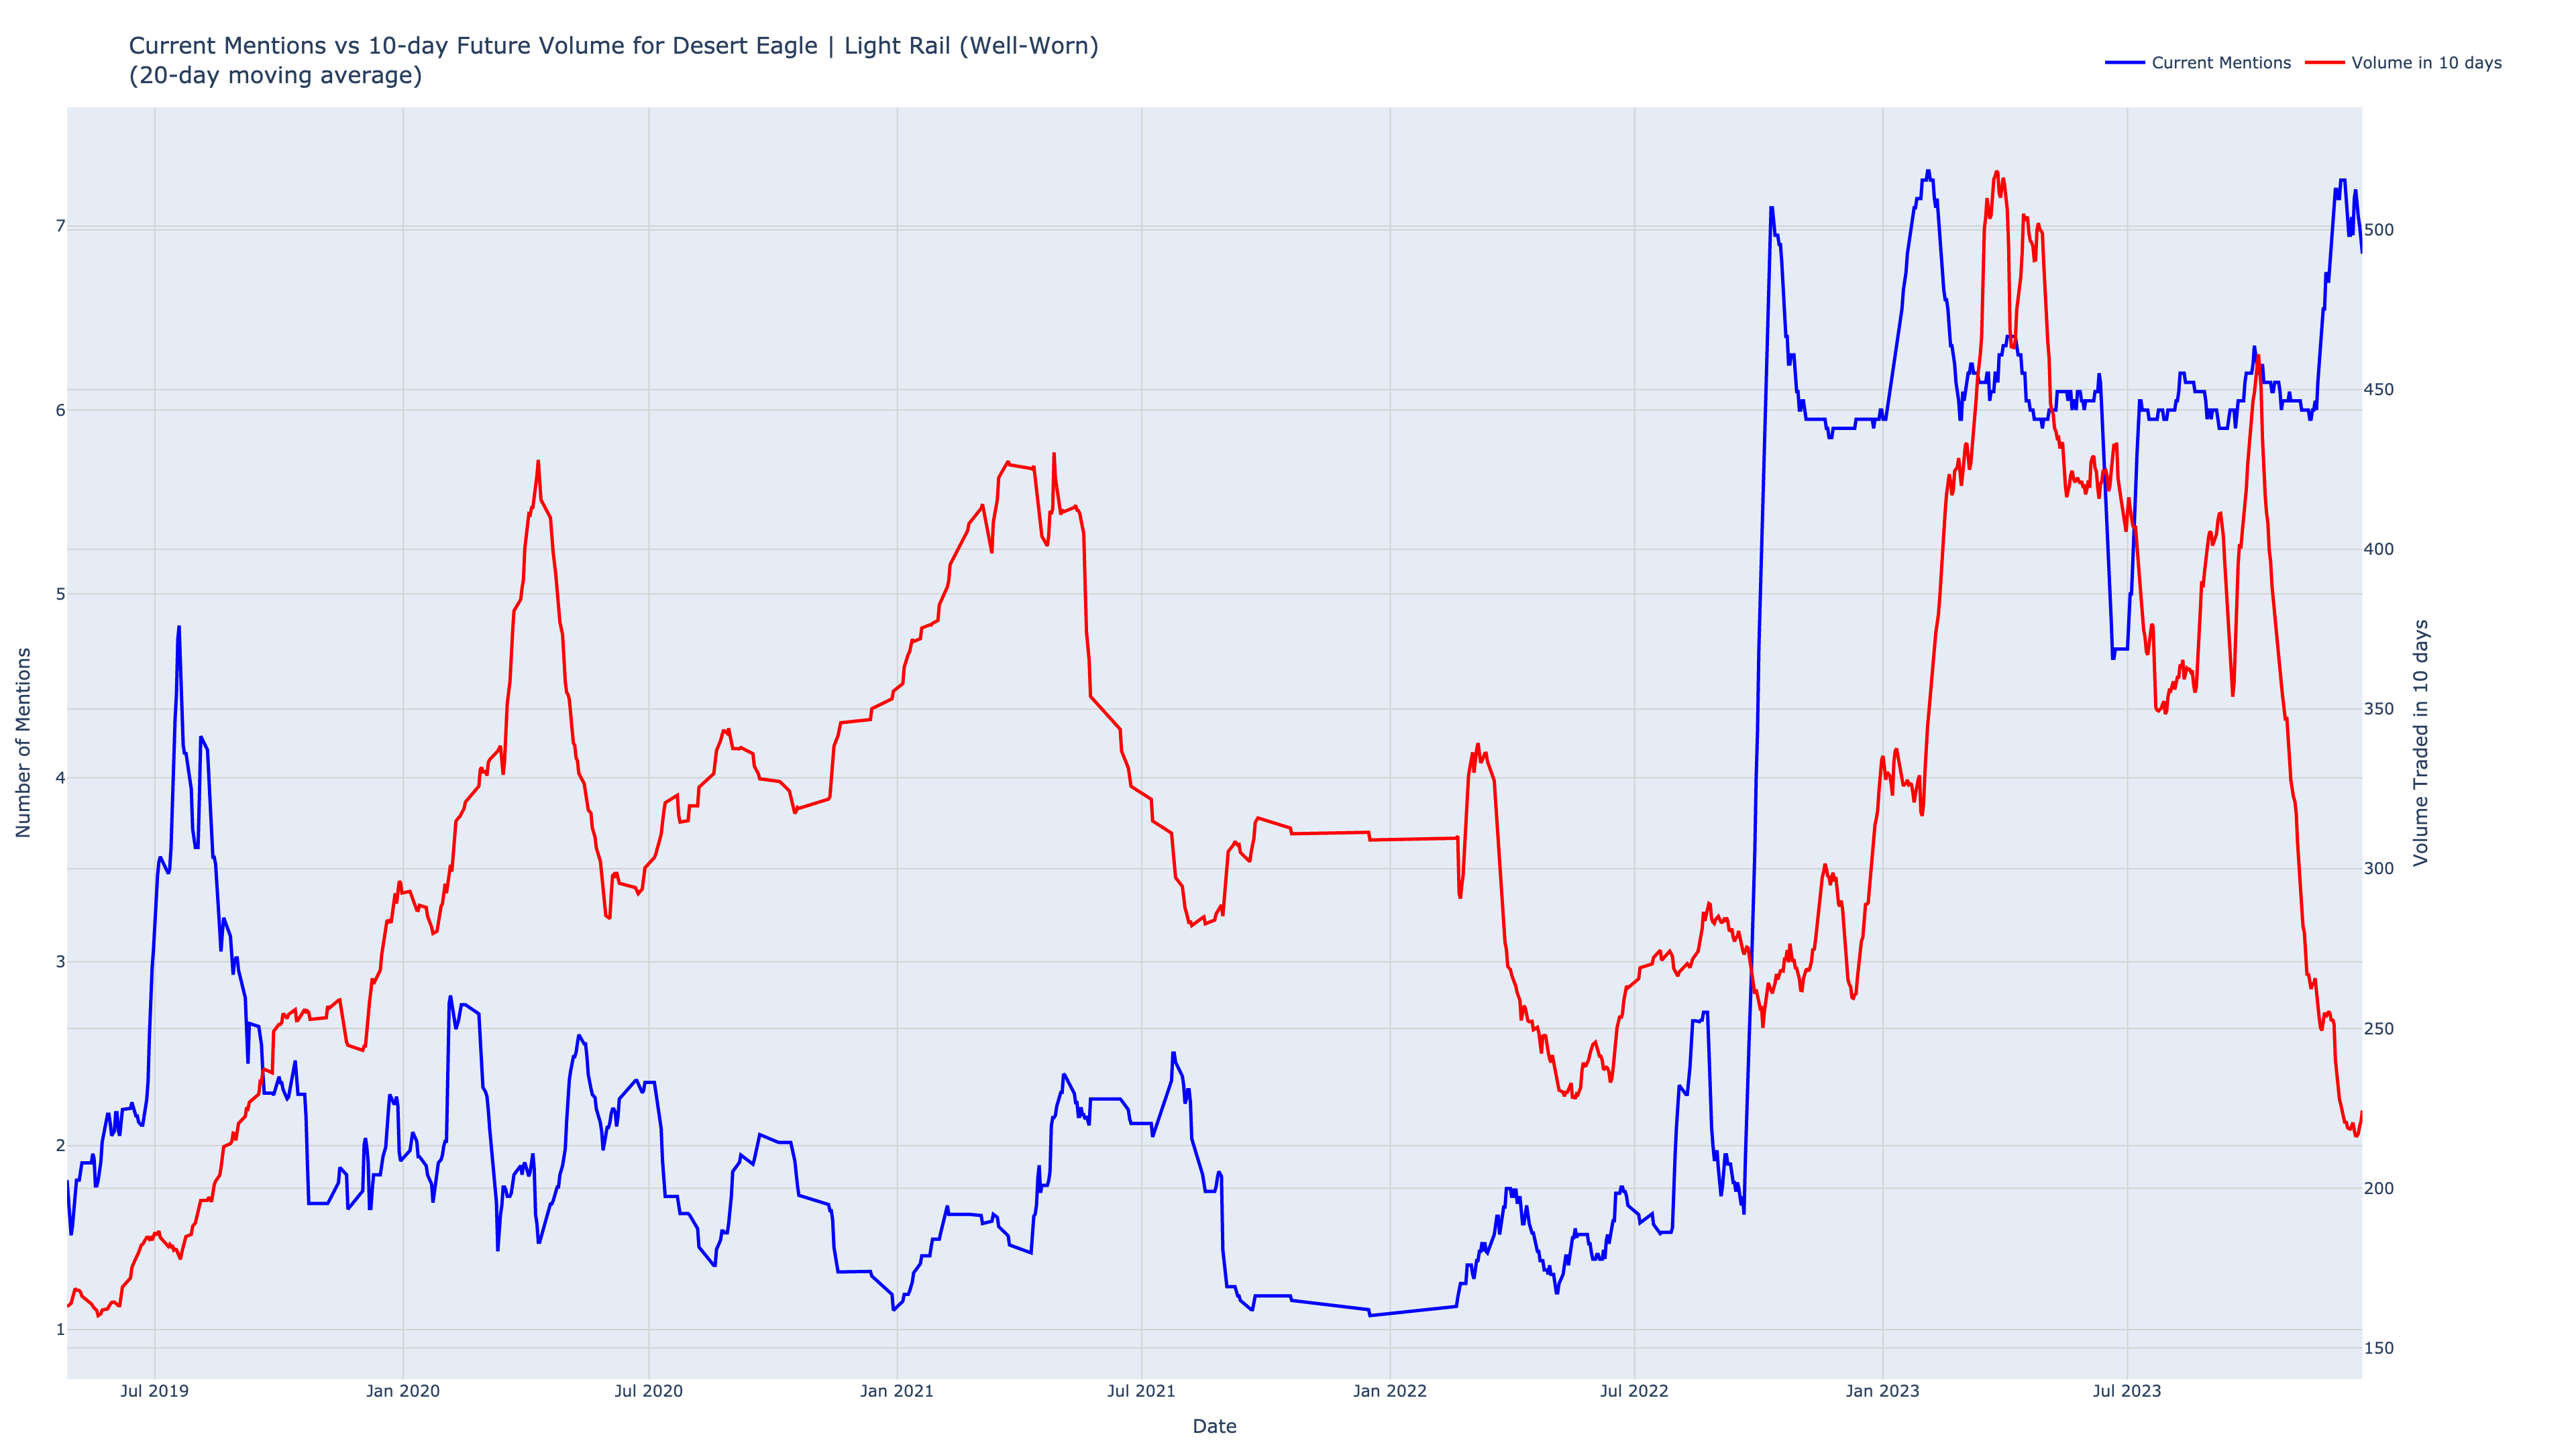 Current Mentions vs 10-day Future Volume for Desert Eagle | Light Rail (Well-Worn)
(20-day moving average)
Current Mentions
Volume in 10 days
7
6
5
4
3
2
1
Number of Mentions
500
450
400
350
300
250
200
150
Volume Traded in 10 days
Jul 2019
Jan 2020
Jul 2020
Jan 2021
Jul 2021
Jan 2022
Jul 2022
Jan 2023
Jul 2023
Date